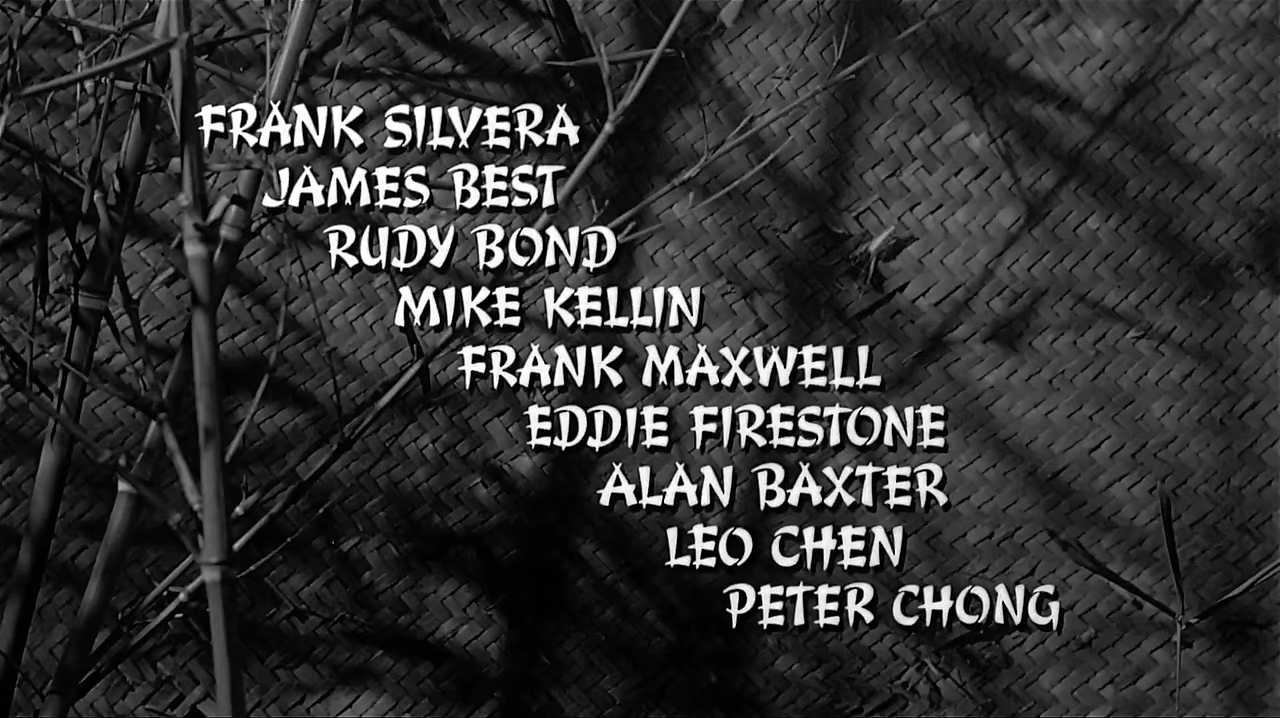 FRANK SILVERA
JAMES BEST
RUDY BOND
MIKE KELLIN
FRANK MAXWELL
EDDIE FIRESTONE
ALAN BAXTER
LEO CHEN
PETER CHONG